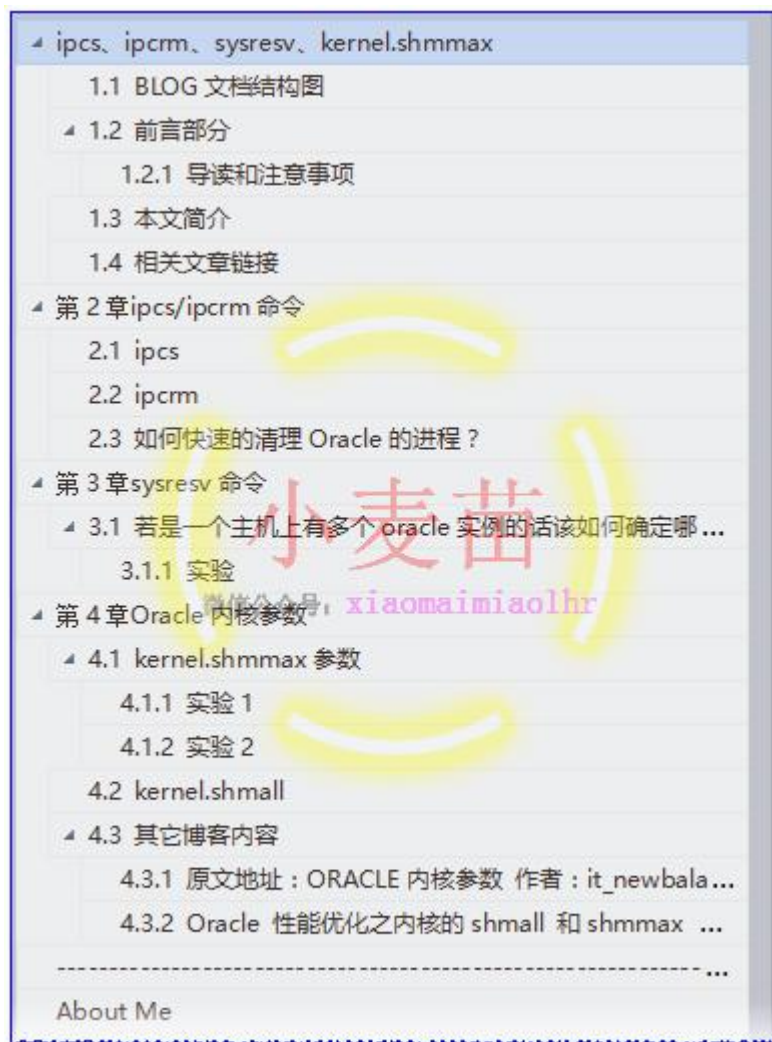 ipcs、ipcrm、sysresv、kernel.shmmax
1.1 BLOG 文档结构图
1.2 前言部分
1.2.1 导读和注意事项
1.3 本文简介
1.4 相关文章链接
第 2 章ipcs/ipcrm 命令
2.1 ipcs
2.2 ipcrm
2.3 如何快速的清理 Oracle 的进程？
第 3 章sysresv 命令
3.1 若是一个主机上有多个 oracle 实例的话该如何确定哪 ...
小麦苗
3.1.1 实验
微信公众号：xiaomaimiaolhr
第 4 章Oracle 内核参数
4.1 kernel.shmmax 参数
4.1.1 实验 1
4.1.2 实验 2
4.2 kernel.shmall
4.3 其它博客内容
4.3.1 原文地址：ORACLE 内核参数 作者：it_newbala...
4.3.2 Oracle 性能优化之内核的 shmall 和 shmmax ...
---------------------------------------------------------------...
About Me